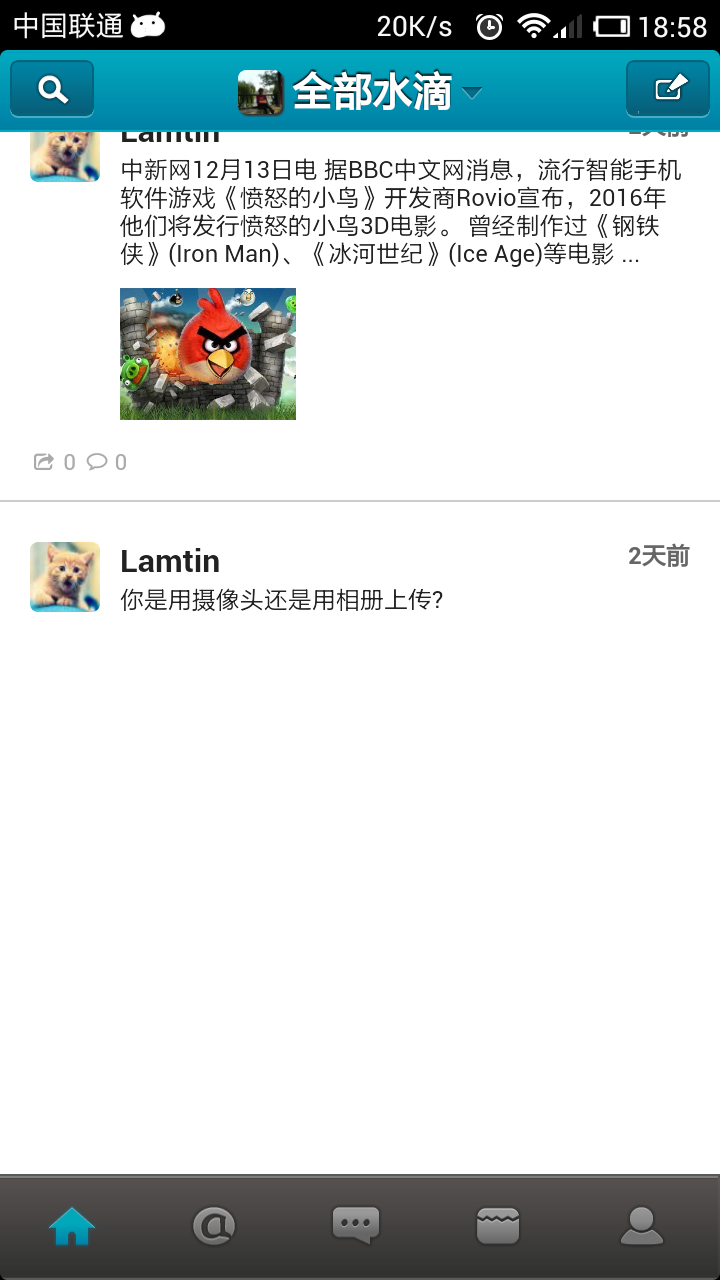 中国联通 20K/s 18:58
全部水滴
Lamtin 2天前
中新网12月13日电 据BBC中文网消息，流行智能手机
软件游戏《愤怒的小鸟》开发商Rovio宣布，2016年
他们将发行愤怒的小鸟3D电影。曾经制作过《钢铁
侠》(Iron Man)、《冰河世纪》(Ice Age)等电影 ...
0 0
Lamtin 2天前
你是用摄像头还是用相册上传?